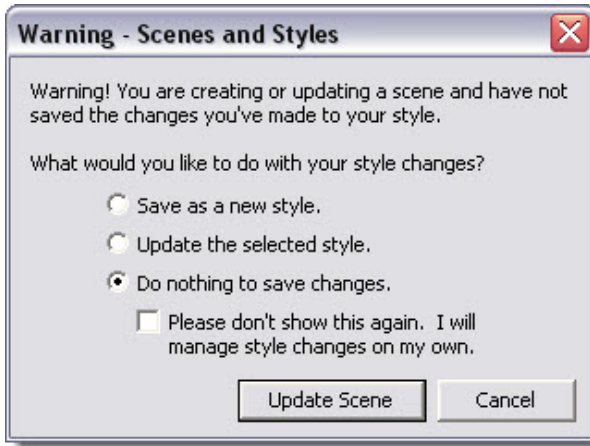 Warning - Scenes and Styles
Warning! You are creating or updating a scene and have not
saved the changes you've made to your style.
What would you like to do with your style changes?
Save as a new style.
Update the selected style.
Do nothing to save changes.
Please don't show this again.  I will
manage style changes on my own.
Update Scene
Cancel